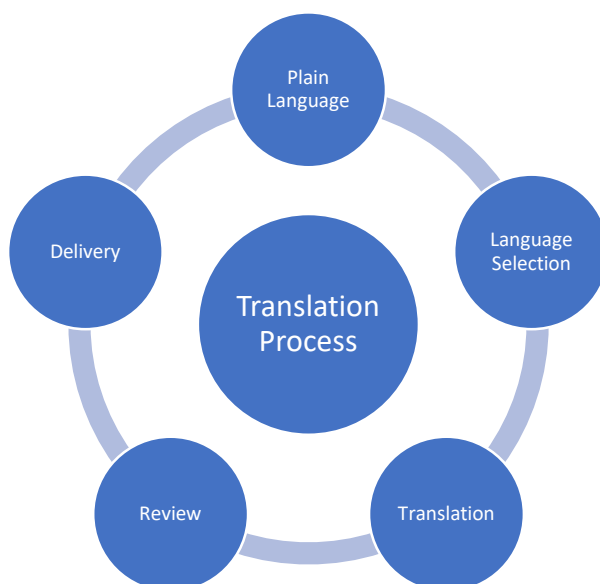 Plain
Language
Language
Selection
Translation
Review
Delivery
Translation
Process